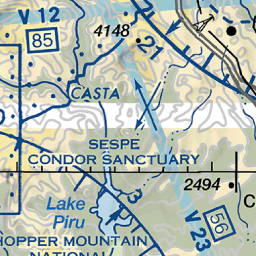 V 12
4148
85
21
CASTA
SESPE
CONDOR SANCTUARY
2494
Lake
Piru
3
56
V 23
HOPPER MOUNTAIN
NATIONAL